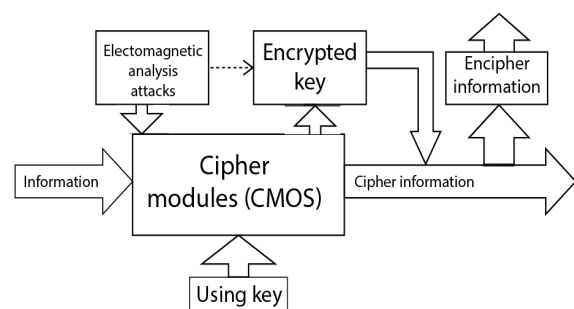 Electomagnetic
analysis
attacks
Encrypted
key
Encipher
information
Information
Cipher
modules (CMOS)
Cipher information
Using key